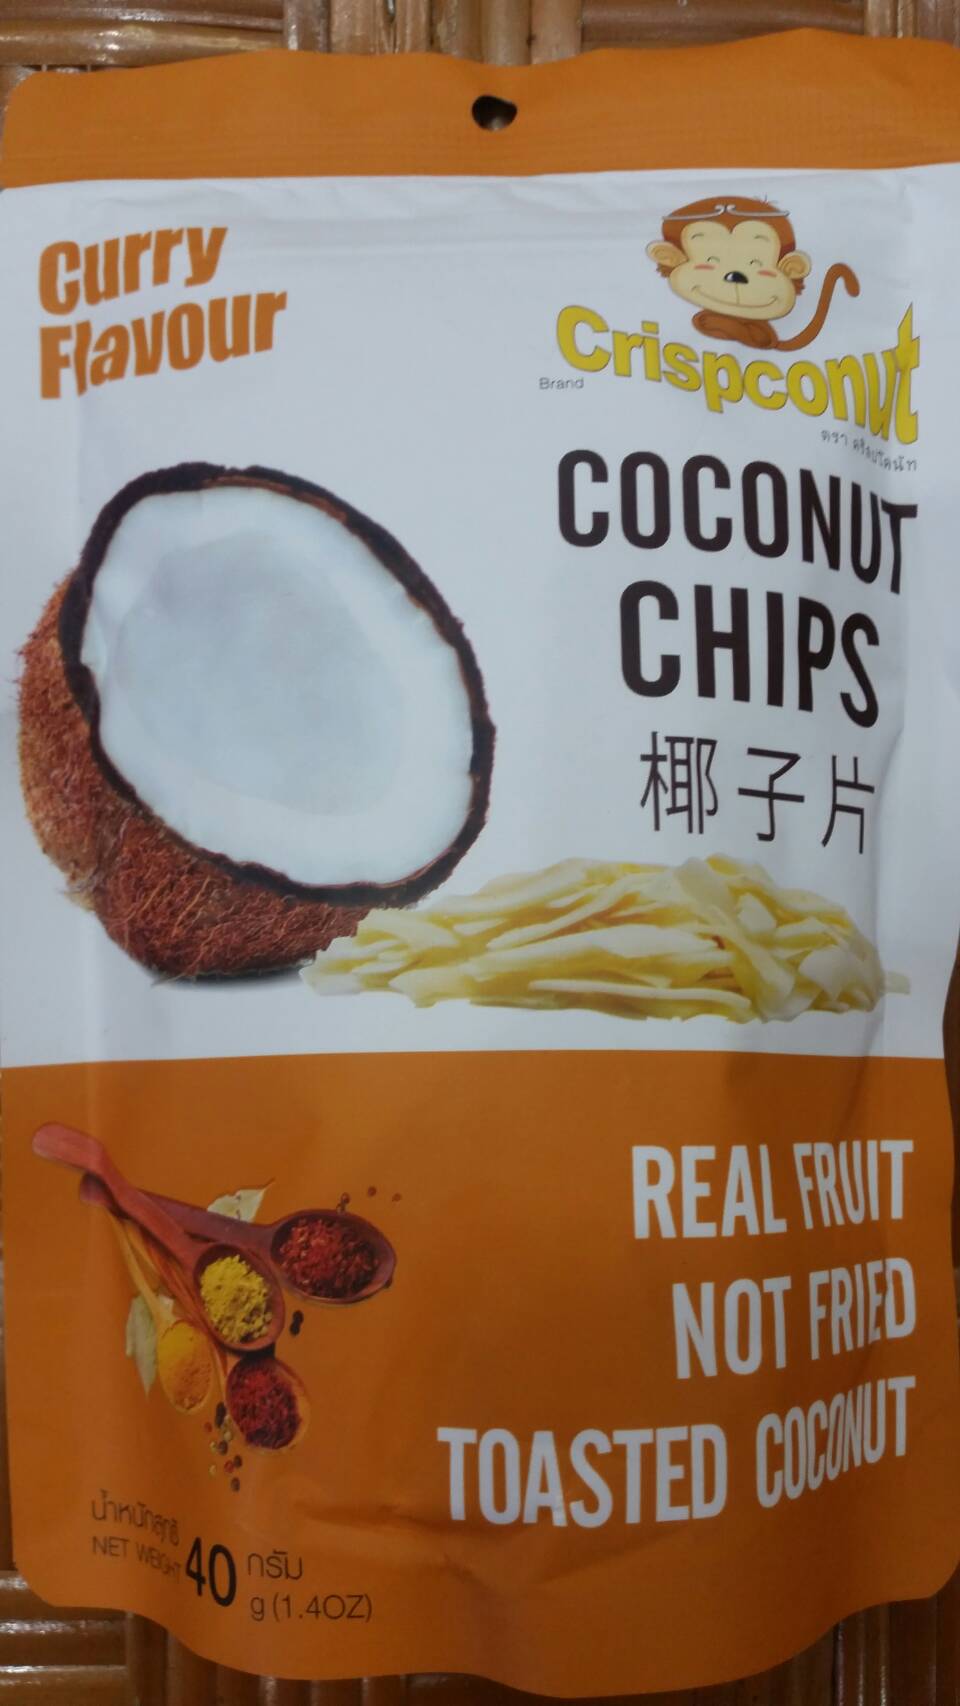 Curry
Flavour
Crispconut
Brand
ตรา คริสปโคนัท
COCONUT
CHIPS
椰子片
REAL FRUIT
NOT FRIED
TOASTED COCONUT
น้ำหนักสุทธิ
NET WEIGHT 40 กรัม
g (1.4OZ)